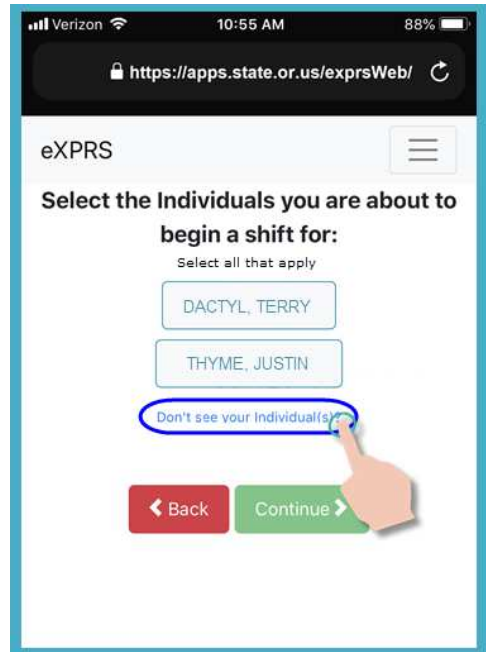 Verizon 10:55 AM 88%
https://apps.state.or.us/exprsWeb/
eXPRS
Select the Individuals you are about to
begin a shift for:
Select all that apply
DACTYL, TERRY
THYME, JUSTIN
Don't see your Individual(s)?
Back Continue